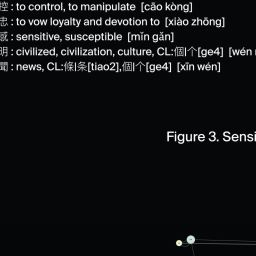 控 : to control, to manipulate [cāo kòng]
忠 : to vow loyalty and devotion to [xiào zhōng]
感 : sensitive, susceptible [mǐn gǎn]
明 : civilized, civilization, culture, CL:個|个[ge4] [wén
聞 : news, CL:條|条[tiao2],個|个[ge4] [xīn wén]
Figure 3. Sensi